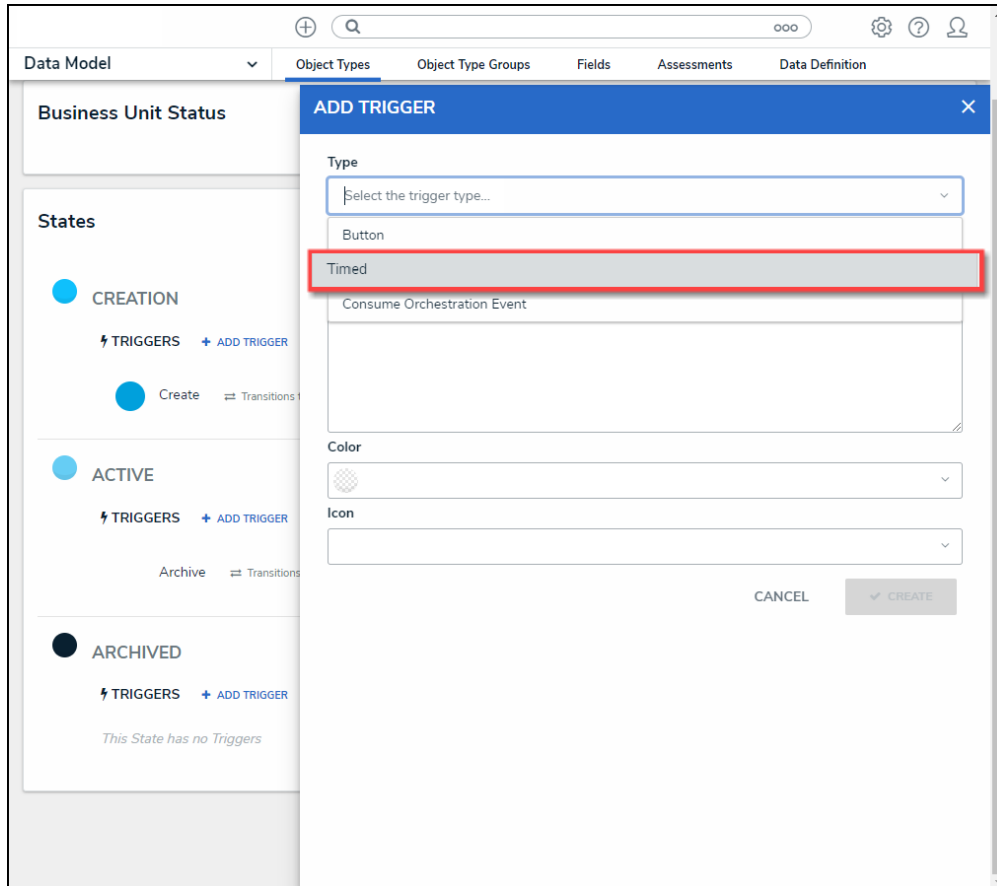 ooo
Data Model
Object Types
Object Type Groups
Fields
Assessments
Data Definition
Business Unit Status
States
CREATION
TRIGGERS
+ ADD TRIGGER
Create
Transitions t
ACTIVE
TRIGGERS
+ ADD TRIGGER
Archive
Transitions
ARCHIVED
TRIGGERS
+ ADD TRIGGER
This State has no Triggers
ADD TRIGGER
Type
Select the trigger type...
Button
Timed
Consume Orchestration Event
Color
Icon
CANCEL
CREATE